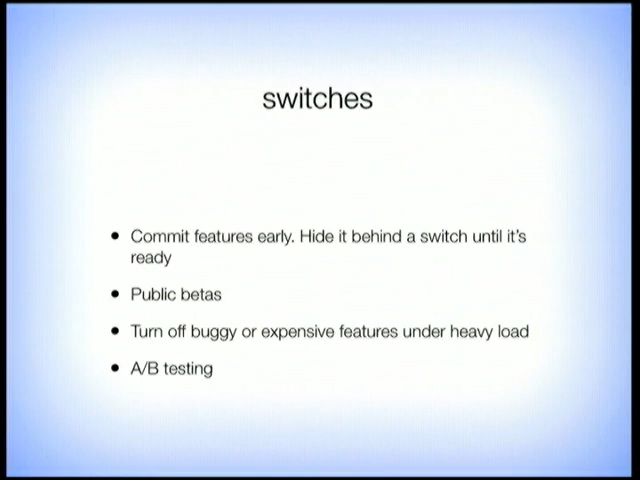 switches
• Commit features early. Hide it behind a switch until it's
ready
• Public betas
• Turn off buggy or expensive features under heavy load
• A/B testing